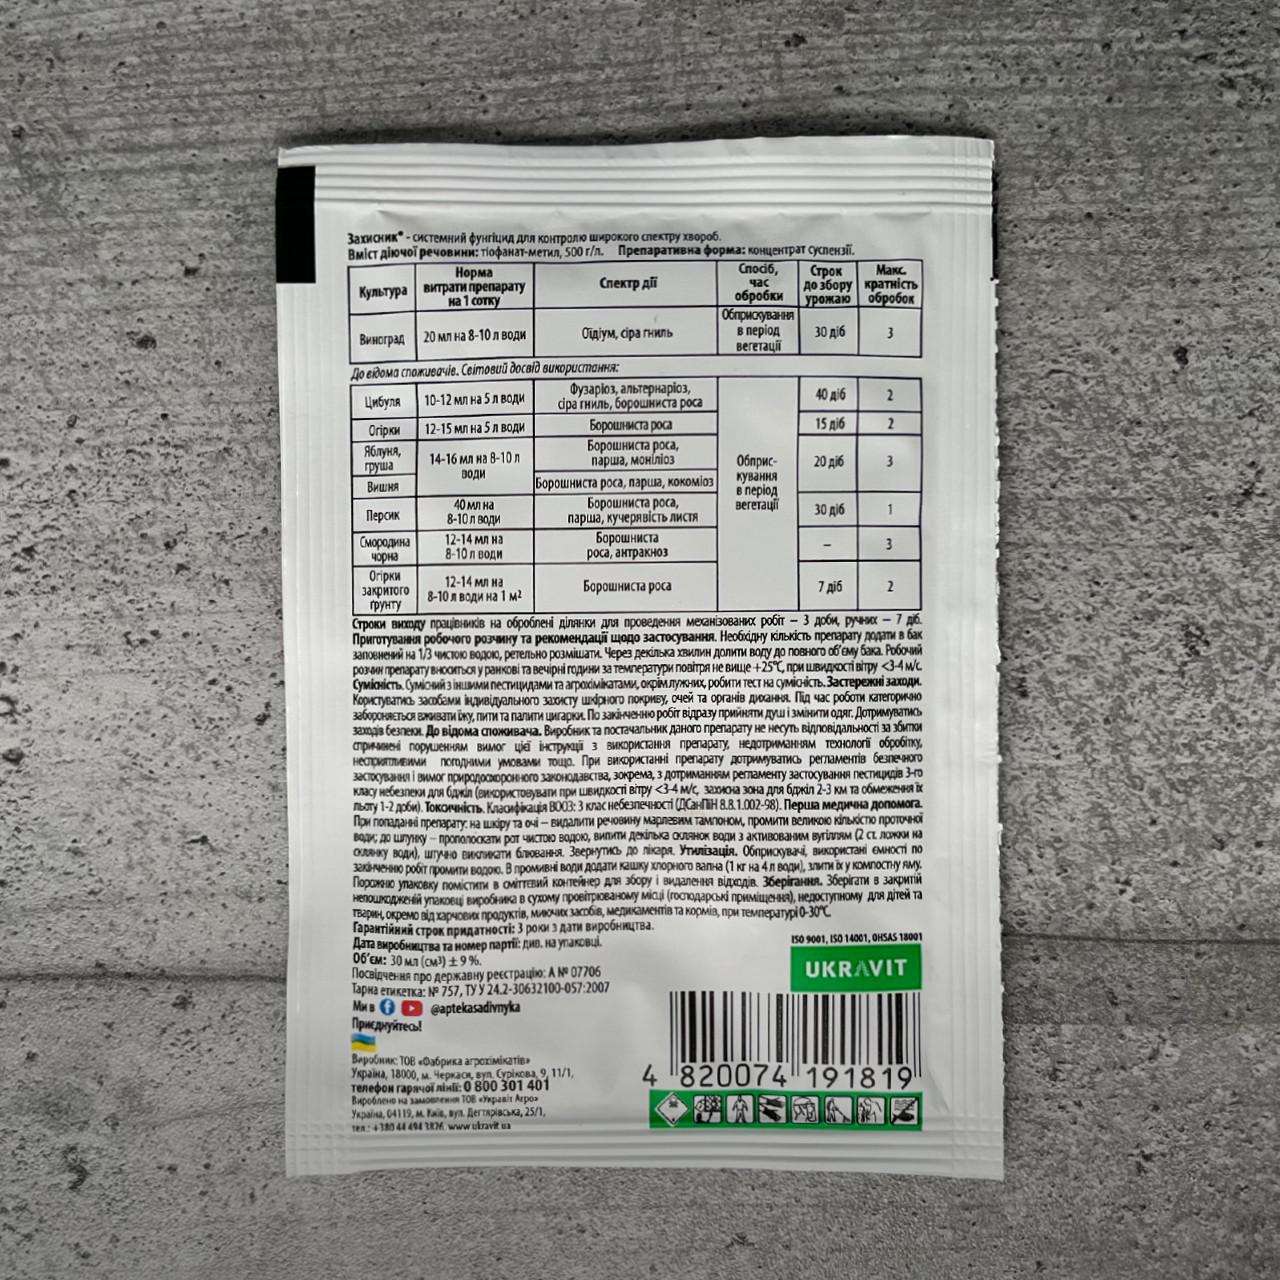 Захисник® - системний фунгіцид для контролю широкого спектру хвороб.
Вміст діючої речовини: тіофанат-метил, 500 г/л. Препаративна форма: концентрат суспензії.
Культура Норма витрати препарату на 1 сотку Спектр дії Спосіб, час обробки Строк до збору урожаю Макс. кратність обробок
Виноград 20 мл на 8-10 л води Оїдіум, сіра гниль Обприскування в період вегетації 30 діб 3
До відома споживачів. Світовий досвід використання:
Цибуля 10-12 мл на 5 л води Фузаріоз, альтернаріоз, сіра гниль, борошниста роса 40 діб 2
Огірки 12-15 мл на 5 л води Борошниста роса 15 діб 2
Яблуня, груша 14-16 мл на 8-10 л води Борошниста роса, парша, моніліоз Обприс-кування в період вегетації 20 діб 3
Вишня Борошниста роса, парша, кокоміоз
Персик 40 мл на 8-10 л води Борошниста роса, парша, кучерявість листя 30 діб 1
Смородина чорна 12-14 мл на 8-10 л води Борошниста роса, антракноз – 3
Огірки закритого ґрунту 12-14 мл на 8-10 л води на 1 м² Борошниста роса 7 діб 2
Строки виходу працівників на оброблені ділянки для проведення механізованих робіт – 3 доби, ручних – 7 діб.
Приготування робочого розчину та рекомендації щодо застосування. Необхідну кількість препарату додати в бак
заповнений на 1/3 чистою водою, ретельно розмішати. Через декілька хвилин долити воду до повного об'єму бака. Робочий
розчин препарату вноситься у ранкові та вечірні години за температури повітря не вище +25°С, при швидкості вітру <3-4 м/с.
Сумісність. Сумісний з іншими пестицидами та агрохімікатами, окрім лужних, робити тест на сумісність. Застережні заходи.
Користуватись засобами індивідуального захисту шкірного покриву, очей та органів дихання. Під час роботи категорично
забороняється вживати їжу, пити та палити цигарки. По закінченню робіт відразу прийняти душ і змінити одяг. Дотримуватись
заходів безпеки. До відома споживача. Виробник та постачальник даного препарату не несуть відповідальності за збитки
спричинені порушенням вимог цієї інструкції з використання препарату, недотриманням технології обробітку,
несприятливими погодними умовами тощо. При використанні препарату дотримуватись регламентів безпечного
застосування і вимог природоохоронного законодавства, зокрема, з дотриманням регламенту застосування пестицидів 3-го
класу небезпеки для бджіл (використовувати при швидкості вітру <3-4 м/с, захисна зона для бджіл 2-3 км та обмеження їх
льоту 1-2 доби). Токсичність. Класифікація ВООЗ: 3 клас небезпечності (ДСанПіН 8.8.1.002-98). Перша медична допомога.
При попаданні препарату: на шкіру та очі – видалити речовину марлевим тампоном, промити великою кількістю проточної
води; до шлунку – прополоскати рот чистою водою, випити декілька склянок води з активованим вугіллям (2 ст. ложки на
склянку води), штучно викликати блювання. Звернутись до лікаря. Утилізація. Обприскувачі, використані ємності по
закінченню робіт промити водою. В промивні води додати кашку хлорного вапна (1 кг на 4 л води), злити їх у компостну яму.
Порожню упаковку помістити в сміттєвий контейнер для збору і видалення відходів. Зберігання. Зберігати в закритій
непошкодженій упаковці виробника в сухому провітрюваному місці (господарські приміщення), недоступному для дітей та
тварин, окремо від харчових продуктів, миючих засобів, медикаментів та кормів, при температурі 0-30°С.
Гарантійний строк придатності: 3 роки з дати виробництва.
Дата виробництва та номер партії: див. на упаковці.
Об'єм: 30 мл (см³) ± 9 %.
Посвідчення про державну реєстрацію: А № 07706
Тарна етикетка: № 757, ТУ У 24.2-30632100-057:2007
ISO 9001, ISO 14001, OHSAS 18001
UKRAVIT
Ми в @aptekasadivnyka
Приєднуйтесь!
Виробник: ТОВ «Фабрика агрохімікатів»
Україна, 18000, м. Черкаси, вул. Сурікова, 9, 11/1,
телефон гарячої лінії: 0 800 301 401
Вироблено на замовлення ТОВ «Укравіт Агро»
Україна, 04119, м. Київ, вул. Дегтярівська, 25/1,
тел.: +380 44 494 3826, www.ukravit.ua
4 820074 191819